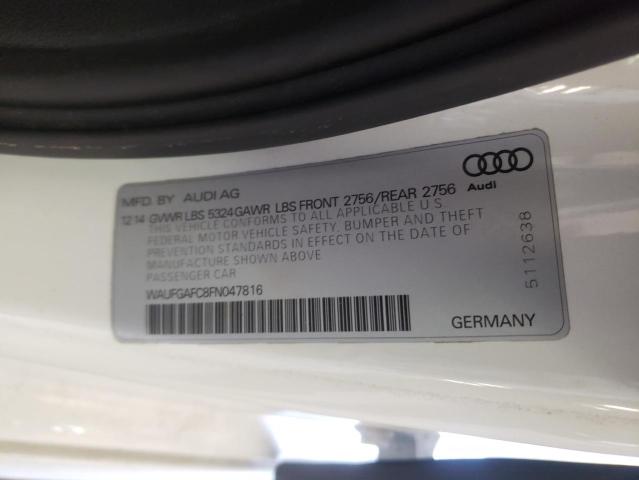 MFD. BY AUDI AG
Audi
12 14 GVWR LBS 5324 GAWR LBS FRONT 2756/REAR 2756
THIS VEHICLE CONFORMS TO ALL APPLICABLE U S
FEDERAL MOTOR VEHICLE SAFETY, BUMPER AND THEFT
PREVENTION STANDARDS IN EFFECT ON THE DATE OF
MANUFACTURE SHOWN ABOVE
PASSENGER CAR
WAUFGAFC8FN047816
GERMANY
5112638